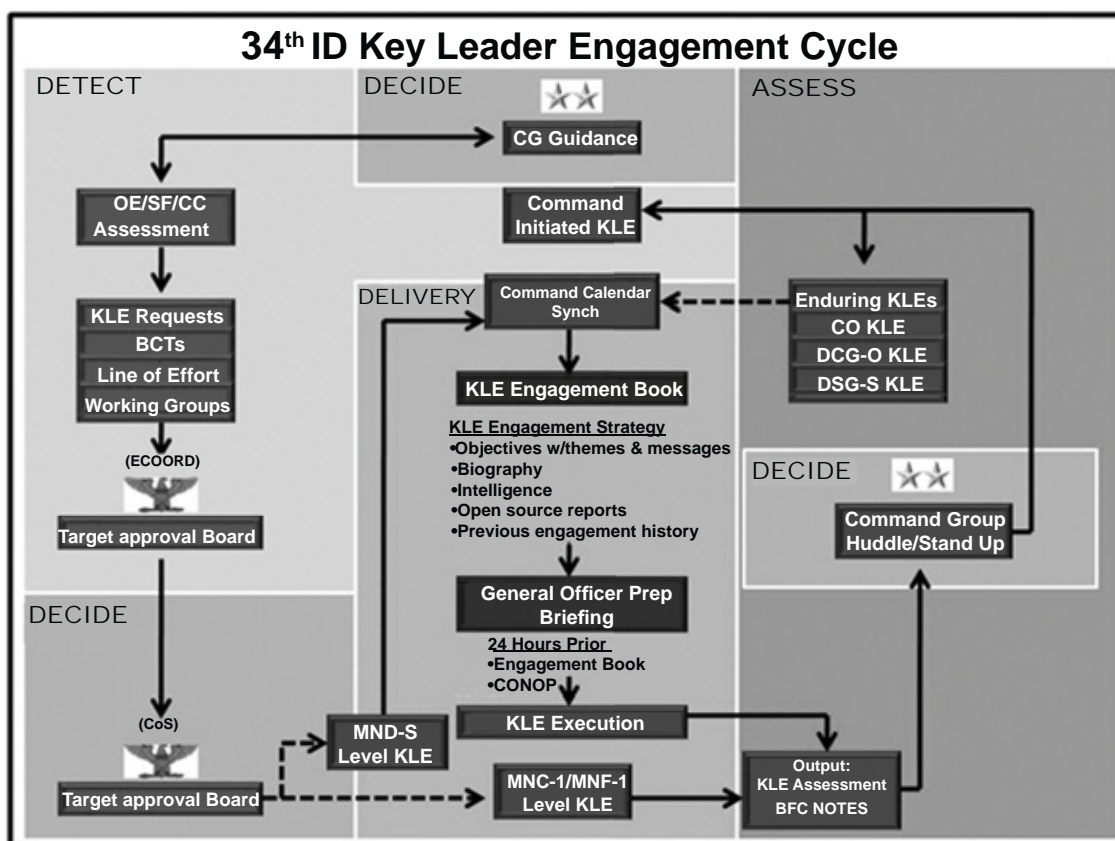 34th ID Key Leader Engagement Cycle
DETECT
DECIDE
CG Guidance
ASSESS
OE/SF/CC
Assessment
Command
Initiated KLE
KLE Requests
BCTs
Line of Effort
Working Groups
(ECOORD)
Target approval Board
DELIVERY
Command Calendar
Synch
Enduring KLEs
CO KLE
DCG-O KLE
DSG-S KLE
KLE Engagement Book
KLE Engagement Strategy
•Objectives w/themes & messages
•Biography
•Intelligence
•Open source reports
•Previous engagement history
DECIDE
Command Group
Huddle/Stand Up
General Officer Prep
Briefing
24 Hours Prior
•Engagement Book
•CONOP
KLE Execution
DECIDE
(CoS)
Target approval Board
MND-S
Level KLE
MNC-1/MNF-1
Level KLE
Output:
KLE Assessment
BFC NOTES